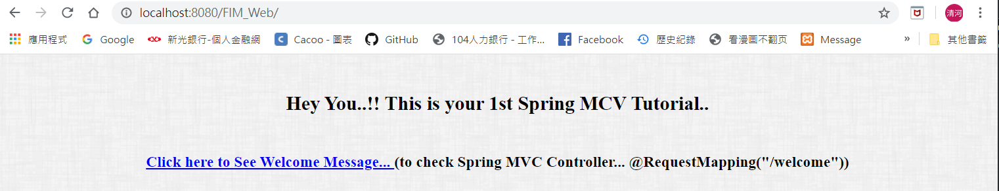 localhost:8080/FIM_Web/
清河
應用程式 Google 新光銀行-個人金融網 Cacoo - 圖表 GitHub 104人力銀行 - 工作... Facebook 歷史紀錄 看漫画不翻页 Message » 其他書籤
Hey You..!! This is your 1st Spring MCV Tutorial..
Click here to See Welcome Message... (to check Spring MVC Controller... @RequestMapping("/welcome"))